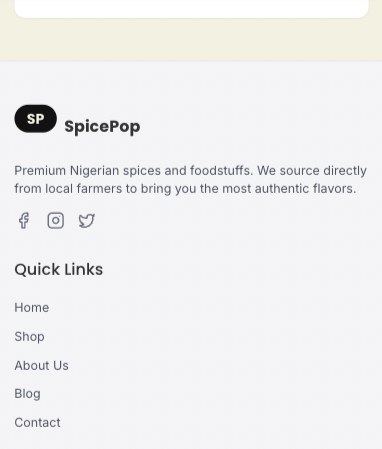 SP
SpicePop
Premium Nigerian spices and foodstuffs. We source directly
from local farmers to bring you the most authentic flavors.
Quick Links
Home
Shop
About Us
Blog
Contact